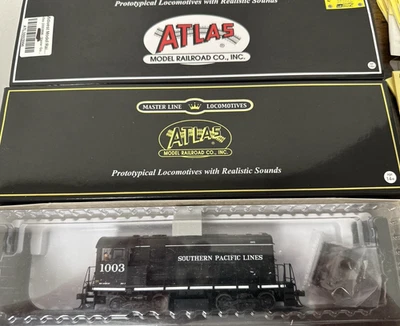 Prototypical Locomotives with Realistic Sounds
ATLAS
MODEL RAILROAD CO., INC.
MASTER LINE LOCOMOTIVES
ATLAS
MODEL RAILROAD CO., INC.
Prototypical Locomotives with Realistic Sounds
1003
SOUTHERN PACIFIC LINES